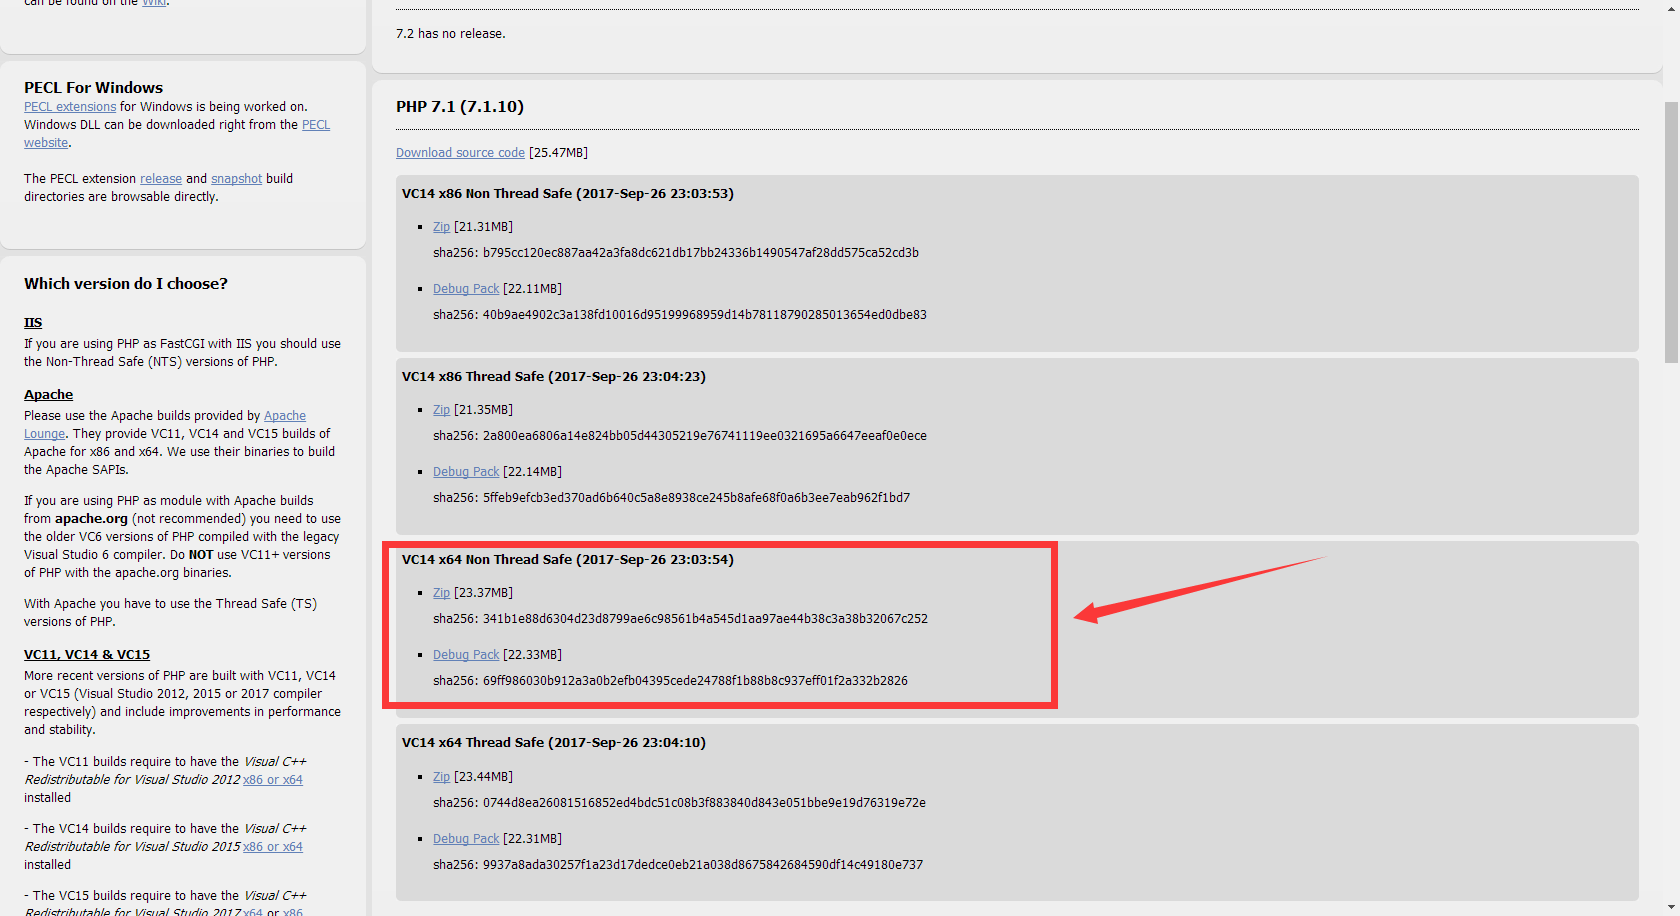 can be found on the Wiki.
PECL For Windows
PECL extensions for Windows is being worked on.
Windows DLL can be downloaded right from the PECL
website.
The PECL extension release and snapshot build
directories are browsable directly.
Which version do I choose?
IIS
If you are using PHP as FastCGI with IIS you should use
the Non-Thread Safe (NTS) versions of PHP.
Apache
Please use the Apache builds provided by Apache
Lounge. They provide VC11, VC14 and VC15 builds of
Apache for x86 and x64. We use their binaries to build
the Apache SAPIs.
If you are using PHP as module with Apache builds
from apache.org (not recommended) you need to use
the older VC6 versions of PHP compiled with the legacy
Visual Studio 6 compiler. Do NOT use VC11+ versions
of PHP with the apache.org binaries.
With Apache you have to use the Thread Safe (TS)
versions of PHP.
VC11, VC14 & VC15
More recent versions of PHP are built with VC11, VC14
or VC15 (Visual Studio 2012, 2015 or 2017 compiler
respectively) and include improvements in performance
and stability.
- The VC11 builds require to have the Visual C++
Redistributable for Visual Studio 2012 x86 or x64
installed
- The VC14 builds require to have the Visual C++
Redistributable for Visual Studio 2015 x86 or x64
installed
- The VC15 builds require to have the Visual C++
Redistributable for Visual Studio 2017 x64 or x86
7.2 has no release.
PHP 7.1 (7.1.10)
Download source code [25.47MB]
VC14 x86 Non Thread Safe (2017-Sep-26 23:03:53)
Zip [21.31MB]
sha256: b795cc120ec887aa42a3fa8dc621db17bb24336b1490547af28dd575ca52cd3b
Debug Pack [22.11MB]
sha256: 40b9ae4902c3a138fd10016d95199968959d14b78118790285013654ed0dbe83
VC14 x86 Thread Safe (2017-Sep-26 23:04:23)
Zip [21.35MB]
sha256: 2a800ea6806a14e824bb05d44305219e76741119ee0321695a6647eeaf0e0ece
Debug Pack [22.14MB]
sha256: 5ffeb9efcb3ed370ad6b640c5a8e8938ce245b8afe68f0a6b3ee7eab962f1bd7
VC14 x64 Non Thread Safe (2017-Sep-26 23:03:54)
Zip [23.37MB]
sha256: 341b1e88d6304d23d8799ae6c98561b4a545d1aa97ae44b38c3a38b32067c252
Debug Pack [22.33MB]
sha256: 69ff986030b912a3a0b2efb04395cede24788f1b88b8c937eff01f2a332b2826
VC14 x64 Thread Safe (2017-Sep-26 23:04:10)
Zip [23.44MB]
sha256: 0744d8ea26081516852ed4bdc51c08b3f883840d843e051bbe9e19d76319e72e
Debug Pack [22.31MB]
sha256: 9937a8ada30257f1a23d17dedce0eb21a038d8675842684590df14c49180e737